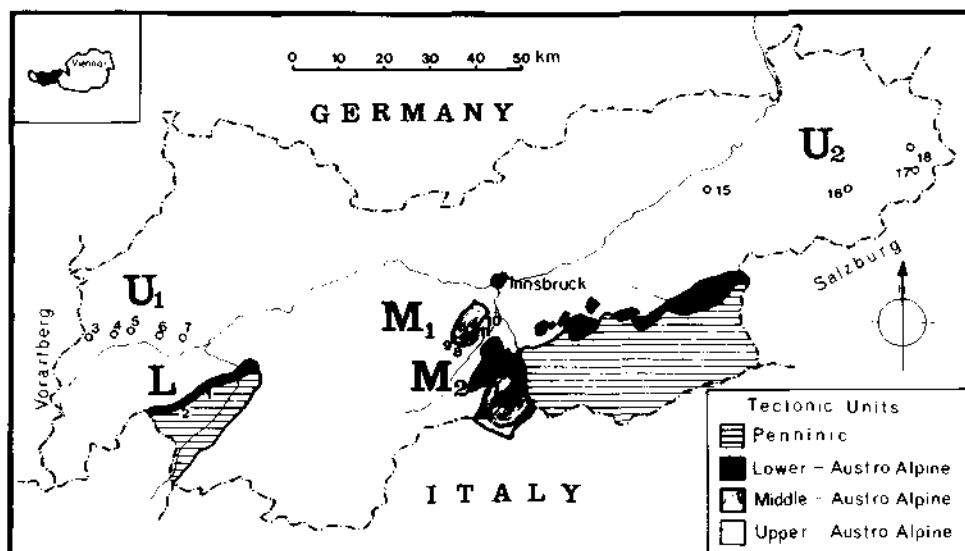 Vienna
0 10 20 30 40 50 km
GERMANY
U2
18
17
15
16
Innsbruck
Salzburg
N
U1
3 4 5 6 7
M1
10
11
9
8
M2
Vorarlberg
L
1
2
ITALY
Tectonic Units
Penninic
Lower - Austro Alpine
Middle - Austro Alpine
Upper - Austro Alpine